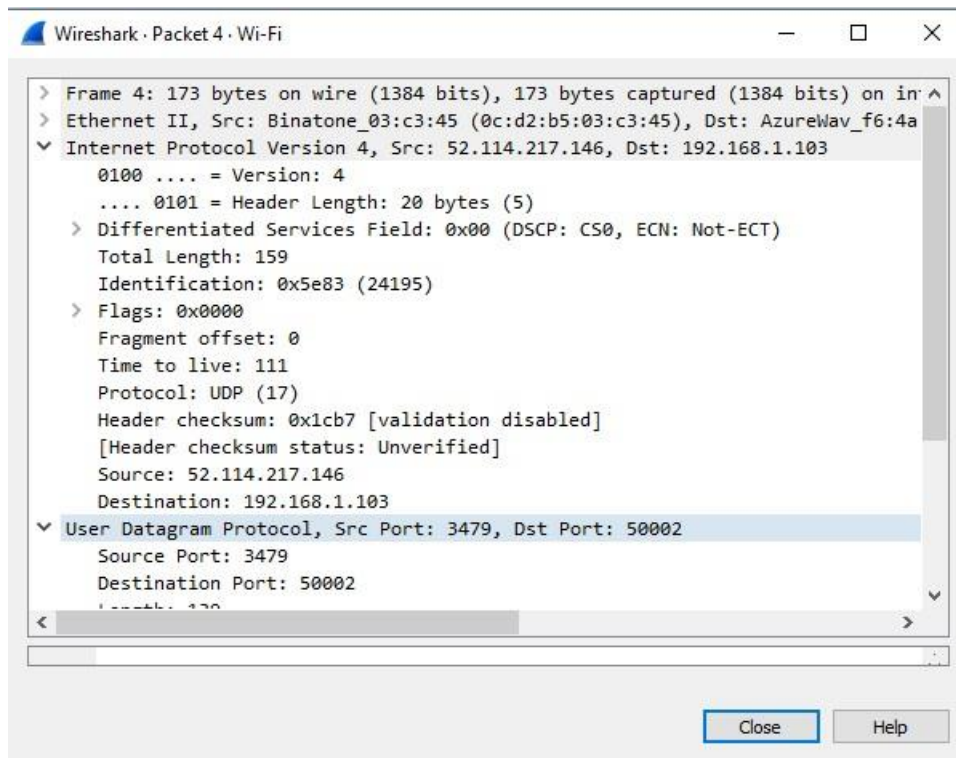 Wireshark · Packet 4 · Wi-Fi
Frame 4: 173 bytes on wire (1384 bits), 173 bytes captured (1384 bits) on in
Ethernet II, Src: Binatone_03:c3:45 (0c:d2:b5:03:c3:45), Dst: AzureWav_f6:4a
Internet Protocol Version 4, Src: 52.114.217.146, Dst: 192.168.1.103
0100 .... = Version: 4
.... 0101 = Header Length: 20 bytes (5)
Differentiated Services Field: 0x00 (DSCP: CS0, ECN: Not-ECT)
Total Length: 159
Identification: 0x5e83 (24195)
Flags: 0x0000
Fragment offset: 0
Time to live: 111
Protocol: UDP (17)
Header checksum: 0x1cb7 [validation disabled]
[Header checksum status: Unverified]
Source: 52.114.217.146
Destination: 192.168.1.103
User Datagram Protocol, Src Port: 3479, Dst Port: 50002
Source Port: 3479
Destination Port: 50002
Close Help